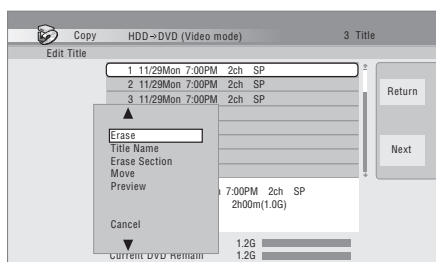 Copy HDD→DVD (Video mode) 3 Title
Edit Title
1 11/29Mon 7:00PM 2ch SP
2 11/29Mon 7:00PM 2ch SP
3 11/29Mon 7:00PM 2ch SP
Return
Next
Erase
Title Name
Erase Section
Move
Preview
Cancel
7:00PM 2ch SP
2h00m(1.0G)
1.2G
Current DVD Remain 1.2G